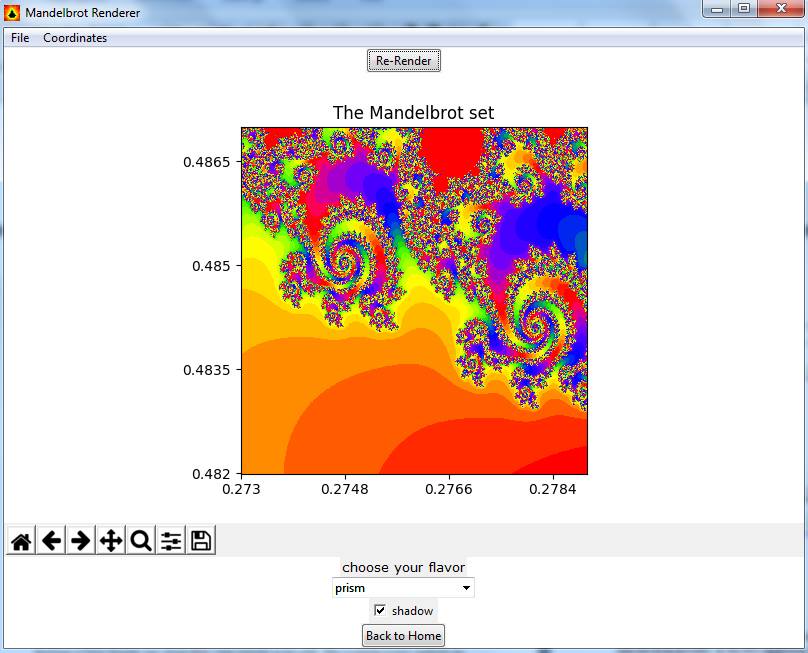 Mandelbrot Renderer
File Coordinates
Re-Render
The Mandelbrot set
0.4865
0.485
0.4835
0.482
0.273 0.2748 0.2766 0.2784
choose your flavor
prism
shadow
Back to Home